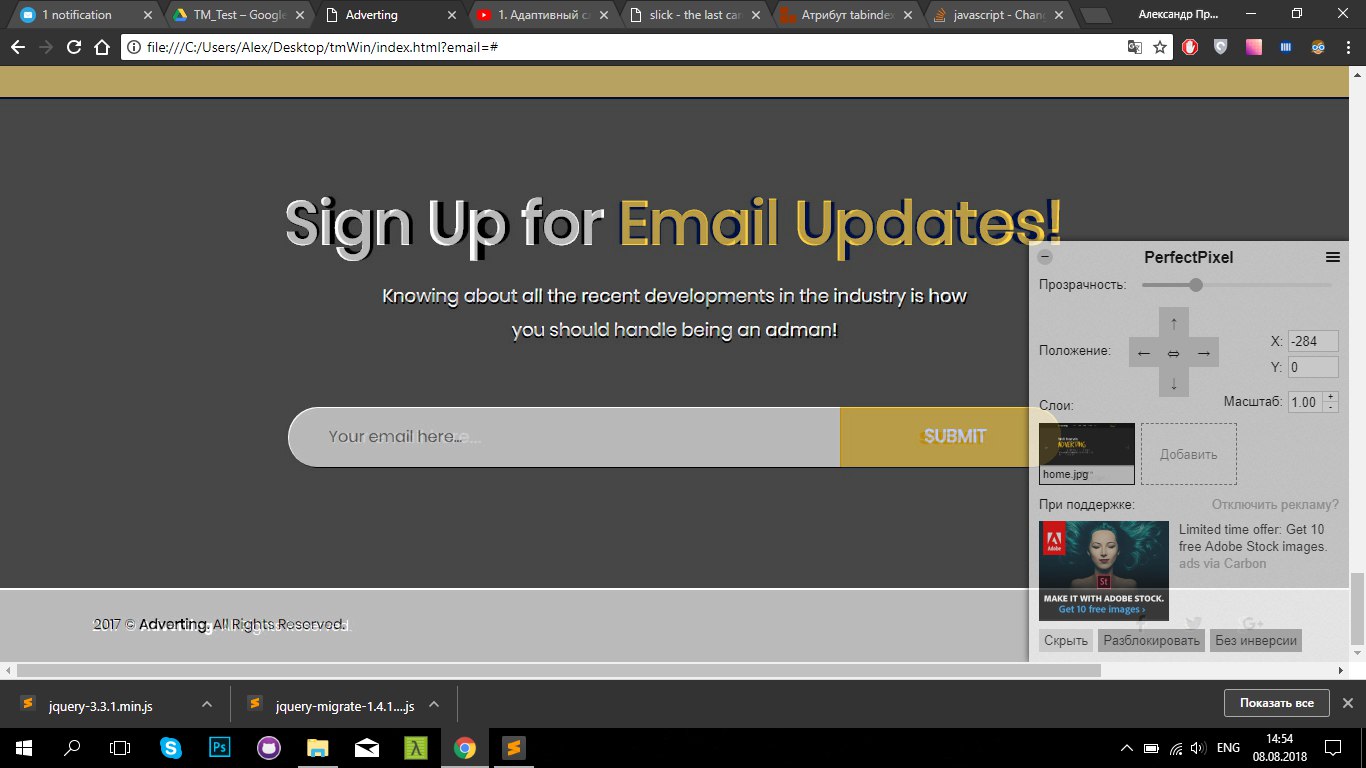 1 notification
TM_Test – Google
Adverting
1. Адаптивный сл
slick - the last car
Атрибут tabindex
javascript - Chang
Александр Пр...
file:///C:/Users/Alex/Desktop/tmWin/index.html?email=#
Sign Up for Email Updates!
Knowing about all the recent developments in the industry is how
you should handle being an adman!
Your email here...
SUBMIT
PerfectPixel
Прозрачность:
Положение:
X: -284
Y: 0
Слои:
Масштаб: 1.00
home.jpg
Добавить
При поддержке:
Отключить рекламу?
Adobe
St
MAKE IT WITH ADOBE STOCK.
Get 10 free images ›
Limited time offer: Get 10
free Adobe Stock images.
ads via Carbon
Скрыть
Разблокировать
Без инверсии
2017 © Adverting. All Rights Reserved.
jquery-3.3.1.min.js
jquery-migrate-1.4.1....js
Показать все
Ps
ENG
14:54
08.08.2018